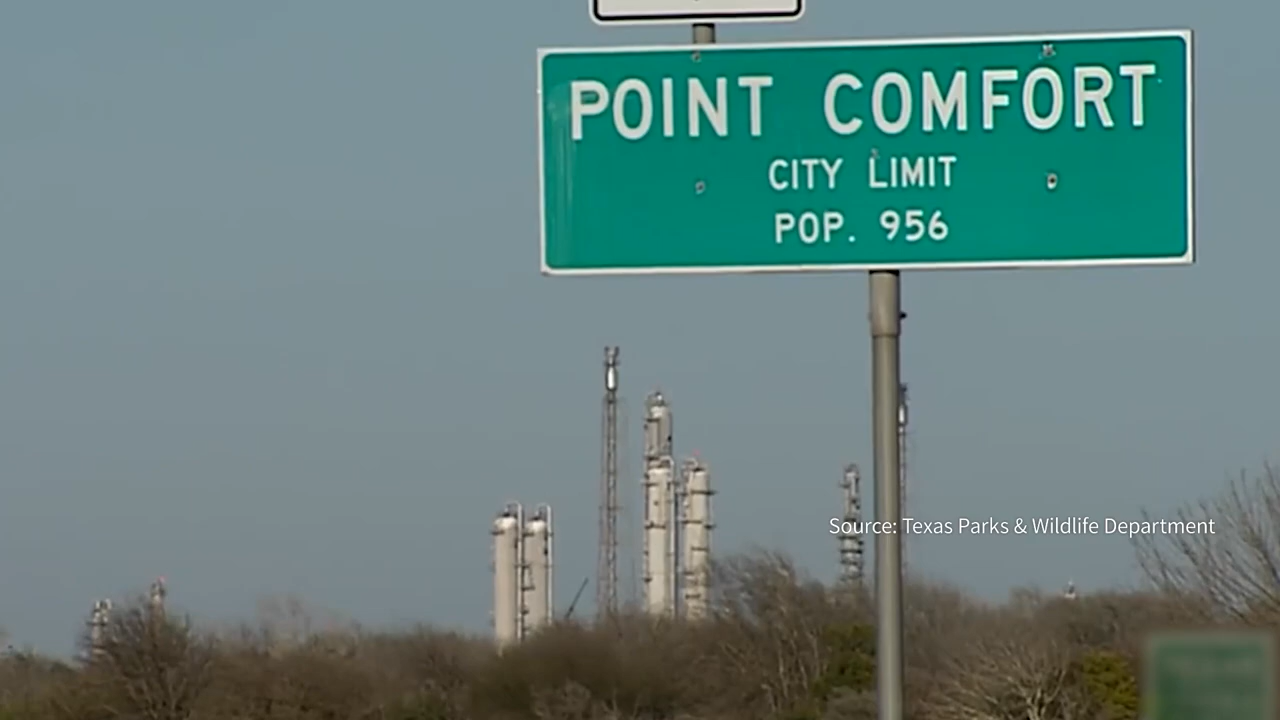 POINT COMFORT
CITY LIMIT
POP. 956
Source: Texas Parks & Wildlife Department